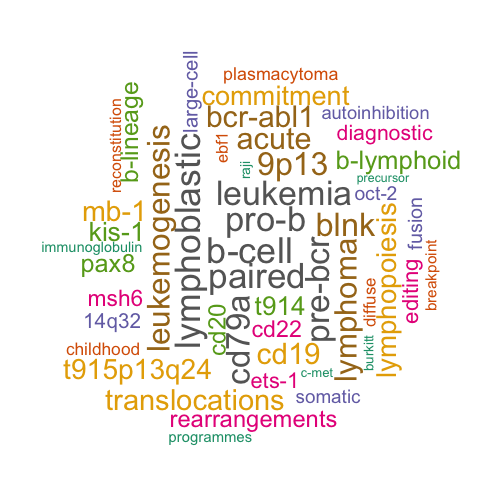 plasmacytoma
large-cell
commitment
b-lineage
reconstitution
bcr-abl1
autoinhibition
ebf1
acute
diagnostic
leukemogenesis
lymphoblastic
raji
9p13
b-lymphoid
precursor
leukemia
oct-2
mb-1
pro-b
blnk
fusion
kis-1
immunoglobulin
b-cell
pre-bcr
lymphoma
lymphopoiesis
pax8
paired
editing
breakpoint
msh6
cd79a
t914
diffuse
14q32
cd20
cd22
childhood
cd19
burkitt
t915p13q24
ets-1
c-met
translocations
somatic
rearrangements
programmes